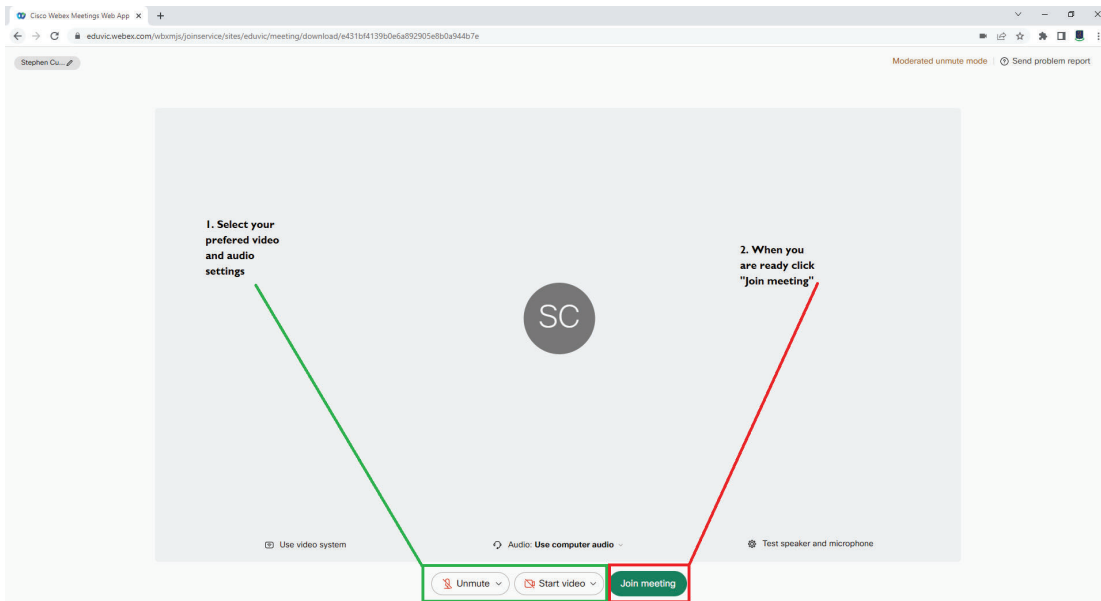 Cisco Webex Meetings Web App
eduvic.webex.com/wbxmjs/joinservice/sites/eduvic/meeting/download/e431bf4139b0e6a892905e8b0a944b7e
Stephen Cu...
Moderated unmute mode
Send problem report
1. Select your
prefered video
and audio
settings
2. When you
are ready click
"Join meeting"
SC
Use video system
Audio: Use computer audio
Test speaker and microphone
Unmute
Start video
Join meeting